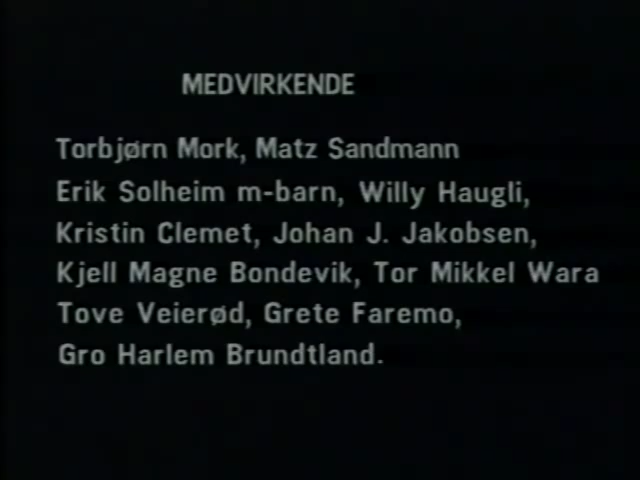 MEDVIRKENDE
Torbjørn Mork, Matz Sandmann
Erik Solheim m-barn, Willy Haugli,
Kristin Clemet, Johan J. Jakobsen,
Kjell Magne Bondevik, Tor Mikkel Wara
Tove Veierød, Grete Faremo,
Gro Harlem Brundtland.